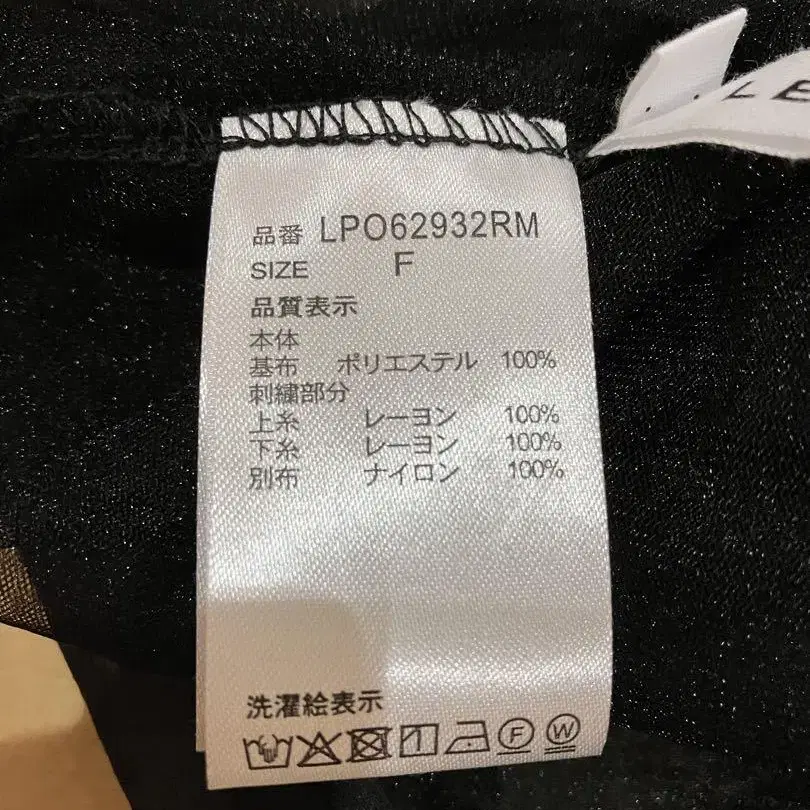 LE
品番 LPO62932RM
SIZE F
品質表示
本体
基布 ポリエステル 100%
刺繍部分
上糸 レーヨン 100%
下糸 レーヨン 100%
別布 ナイロン 100%
洗濯絵表示
F W